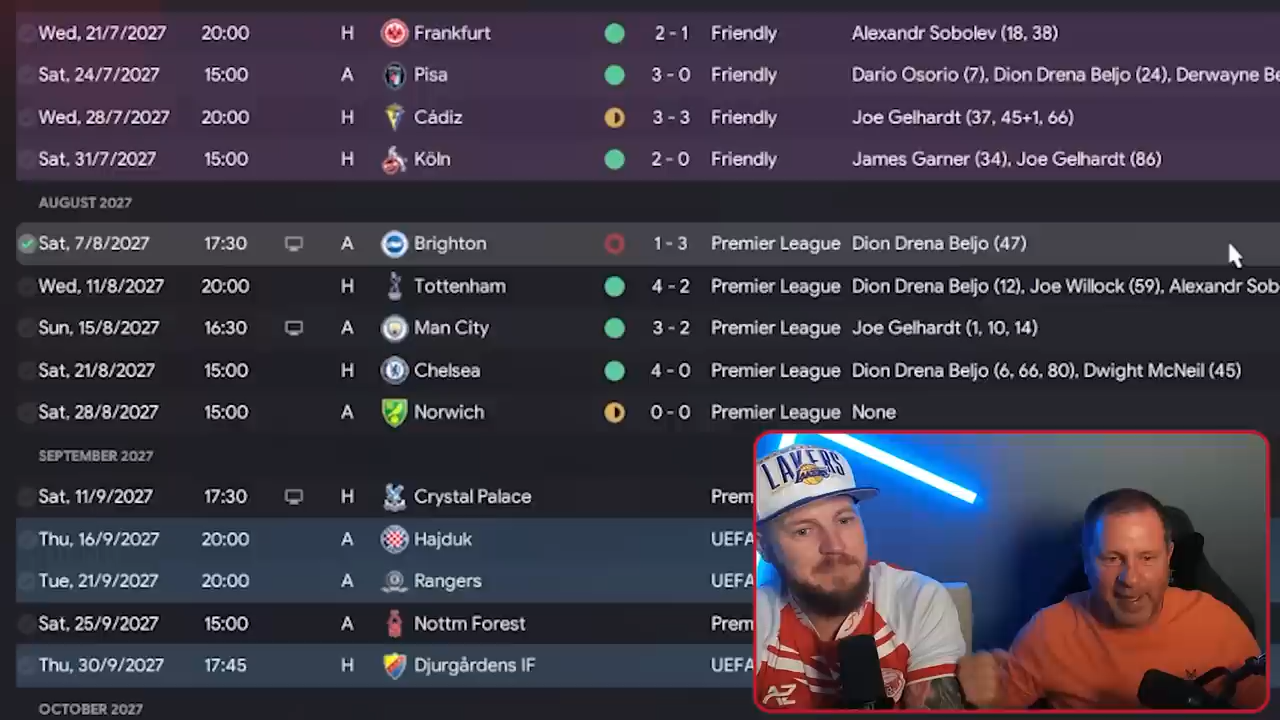 Wed, 21/7/2027 20:00 H Frankfurt 2 - 1 Friendly Alexandr Sobolev (18, 38)
Sat, 24/7/2027 15:00 A Pisa 3 - 0 Friendly Darío Osorio (7), Dion Drena Beljo (24), Derwayne Be
Wed, 28/7/2027 20:00 H Cádiz 3 - 3 Friendly Joe Gelhardt (37, 45+1, 66)
Sat, 31/7/2027 15:00 H Köln 2 - 0 Friendly James Garner (34), Joe Gelhardt (86)
AUGUST 2027
Sat, 7/8/2027 17:30 A Brighton 1 - 3 Premier League Dion Drena Beljo (47)
Wed, 11/8/2027 20:00 H Tottenham 4 - 2 Premier League Dion Drena Beljo (12), Joe Willock (59), Alexandr Sob
Sun, 15/8/2027 16:30 A Man City 3 - 2 Premier League Joe Gelhardt (1, 10, 14)
Sat, 21/8/2027 15:00 H Chelsea 4 - 0 Premier League Dion Drena Beljo (6, 66, 80), Dwight McNeil (45)
Sat, 28/8/2027 15:00 A Norwich 0 - 0 Premier League None
SEPTEMBER 2027
Sat, 11/9/2027 17:30 H Crystal Palace Prem
Thu, 16/9/2027 20:00 A Hajduk UEFA
Tue, 21/9/2027 20:00 A Rangers UEFA
Sat, 25/9/2027 15:00 A Nottm Forest Prem
Thu, 30/9/2027 17:45 H Djurgårdens IF UEFA
OCTOBER 2027
LAKERS
AZ